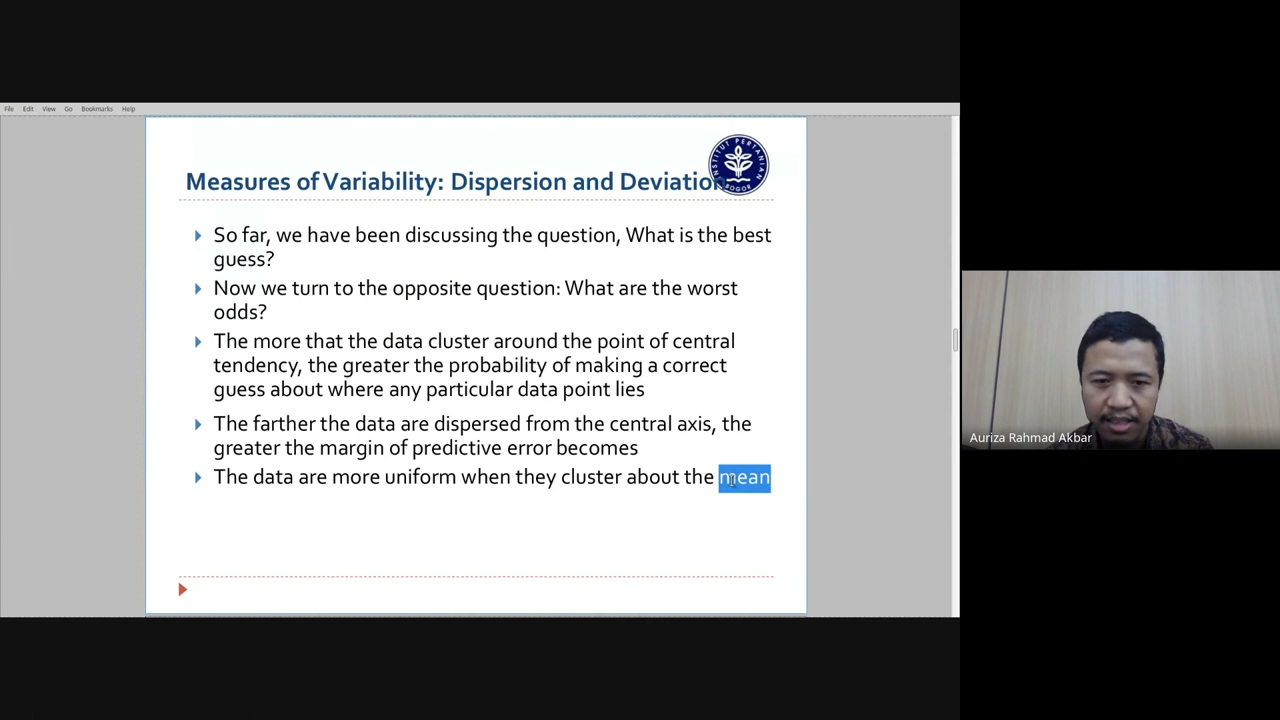 File Edit View Go Bookmarks Help
INSTITUT PERTANIAN
BOGOR
Measures of Variability: Dispersion and Deviation
So far, we have been discussing the question, What is the best
guess?
Now we turn to the opposite question: What are the worst
odds?
The more that the data cluster around the point of central
tendency, the greater the probability of making a correct
guess about where any particular data point lies
The farther the data are dispersed from the central axis, the
greater the margin of predictive error becomes
The data are more uniform when they cluster about the mean
Auriza Rahmad Akbar